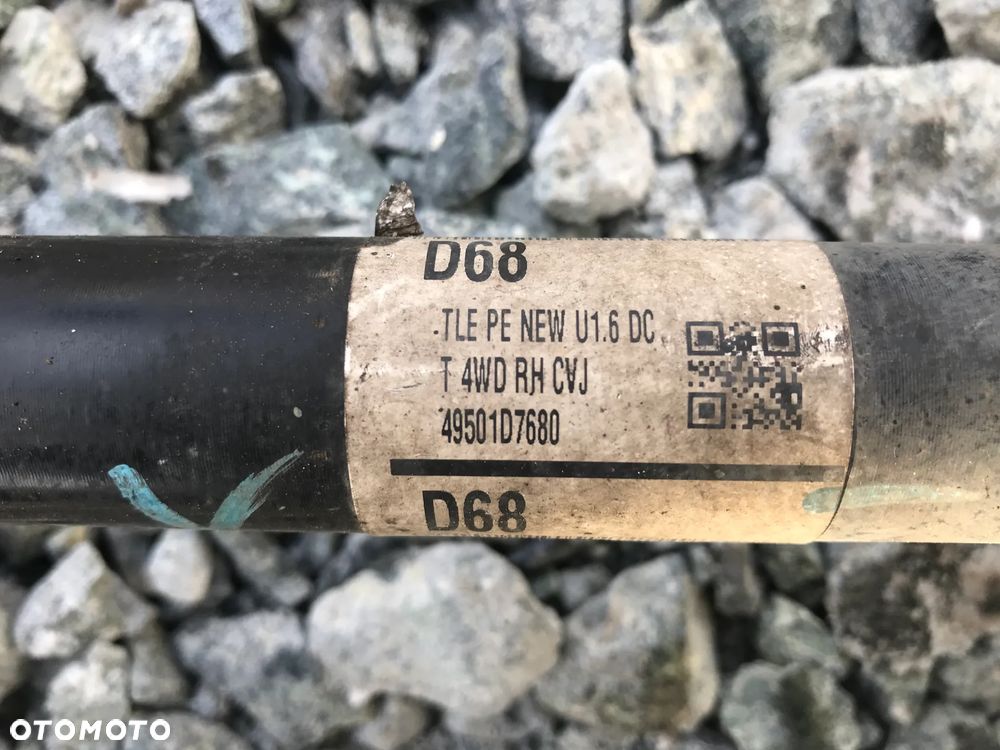 D68
TLE PE NEW U1.6 DC
T 4WD RH CVJ
49501D7680
D68
OTOMOTO